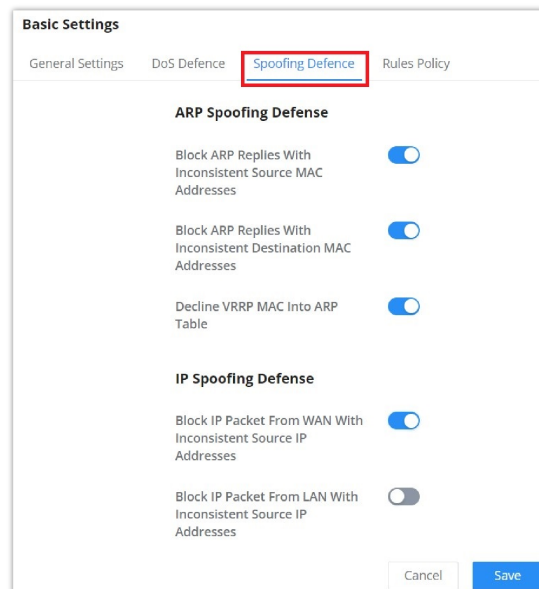 Basic Settings
General Settings DoS Defence Spoofing Defence Rules Policy
ARP Spoofing Defense
Block ARP Replies With
Inconsistent Source MAC
Addresses
Block ARP Replies With
Inconsistent Destination MAC
Addresses
Decline VRRP MAC Into ARP
Table
IP Spoofing Defense
Block IP Packet From WAN With
Inconsistent Source IP
Addresses
Block IP Packet From LAN With
Inconsistent Source IP
Addresses
Cancel Save